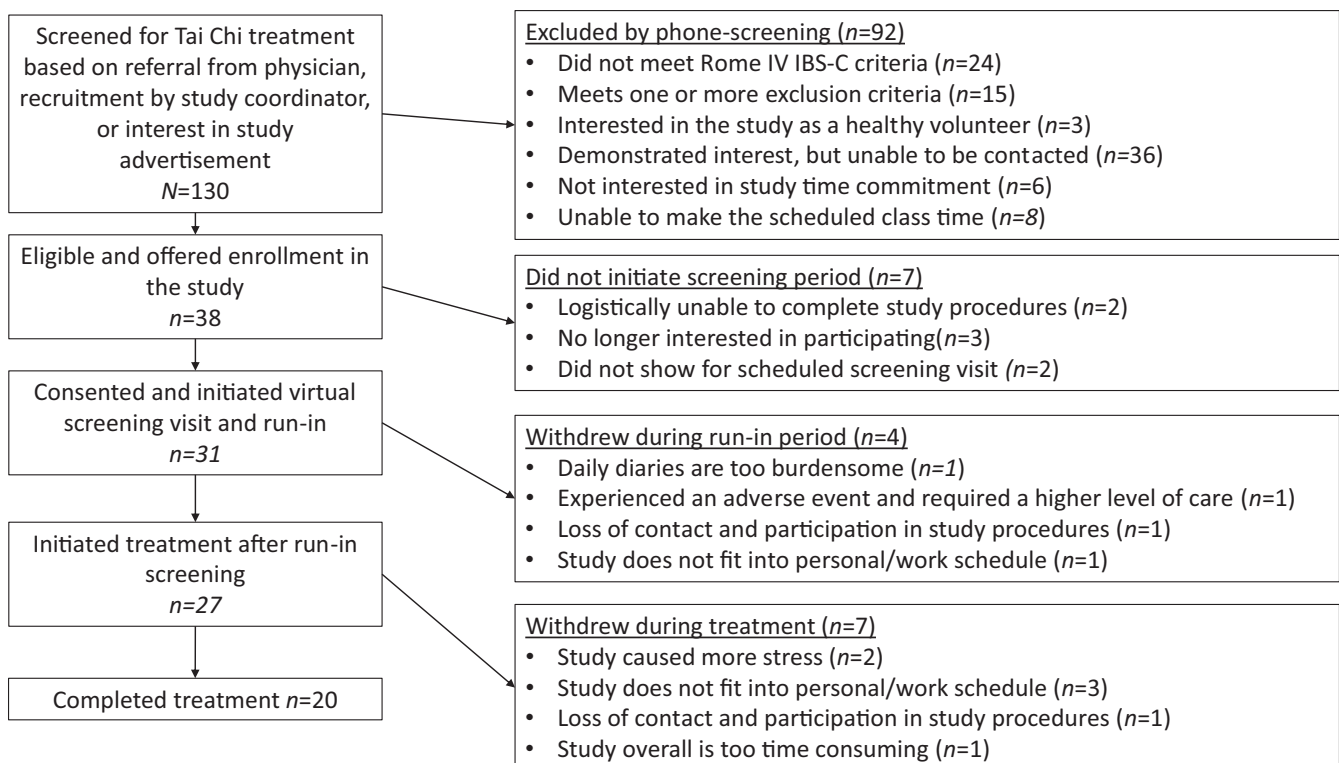 Screened for Tai Chi treatment
based on referral from physician,
recruitment by study coordinator,
or interest in study
advertisement
N=130
Excluded by phone-screening (n=92)
• Did not meet Rome IV IBS-C criteria (n=24)
• Meets one or more exclusion criteria (n=15)
• Interested in the study as a healthy volunteer (n=3)
• Demonstrated interest, but unable to be contacted (n=36)
• Not interested in study time commitment (n=6)
• Unable to make the scheduled class time (n=8)
Eligible and offered enrollment in
the study
n=38
Did not initiate screening period (n=7)
• Logistically unable to complete study procedures (n=2)
• No longer interested in participating(n=3)
• Did not show for scheduled screening visit (n=2)
Consented and initiated virtual
screening visit and run-in
n=31
Withdrew during run-in period (n=4)
• Daily diaries are too burdensome (n=1)
• Experienced an adverse event and required a higher level of care (n=1)
• Loss of contact and participation in study procedures (n=1)
• Study does not fit into personal/work schedule (n=1)
Initiated treatment after run-in
screening
n=27
Withdrew during treatment (n=7)
• Study caused more stress (n=2)
• Study does not fit into personal/work schedule (n=3)
• Loss of contact and participation in study procedures (n=1)
• Study overall is too time consuming (n=1)
Completed treatment n=20